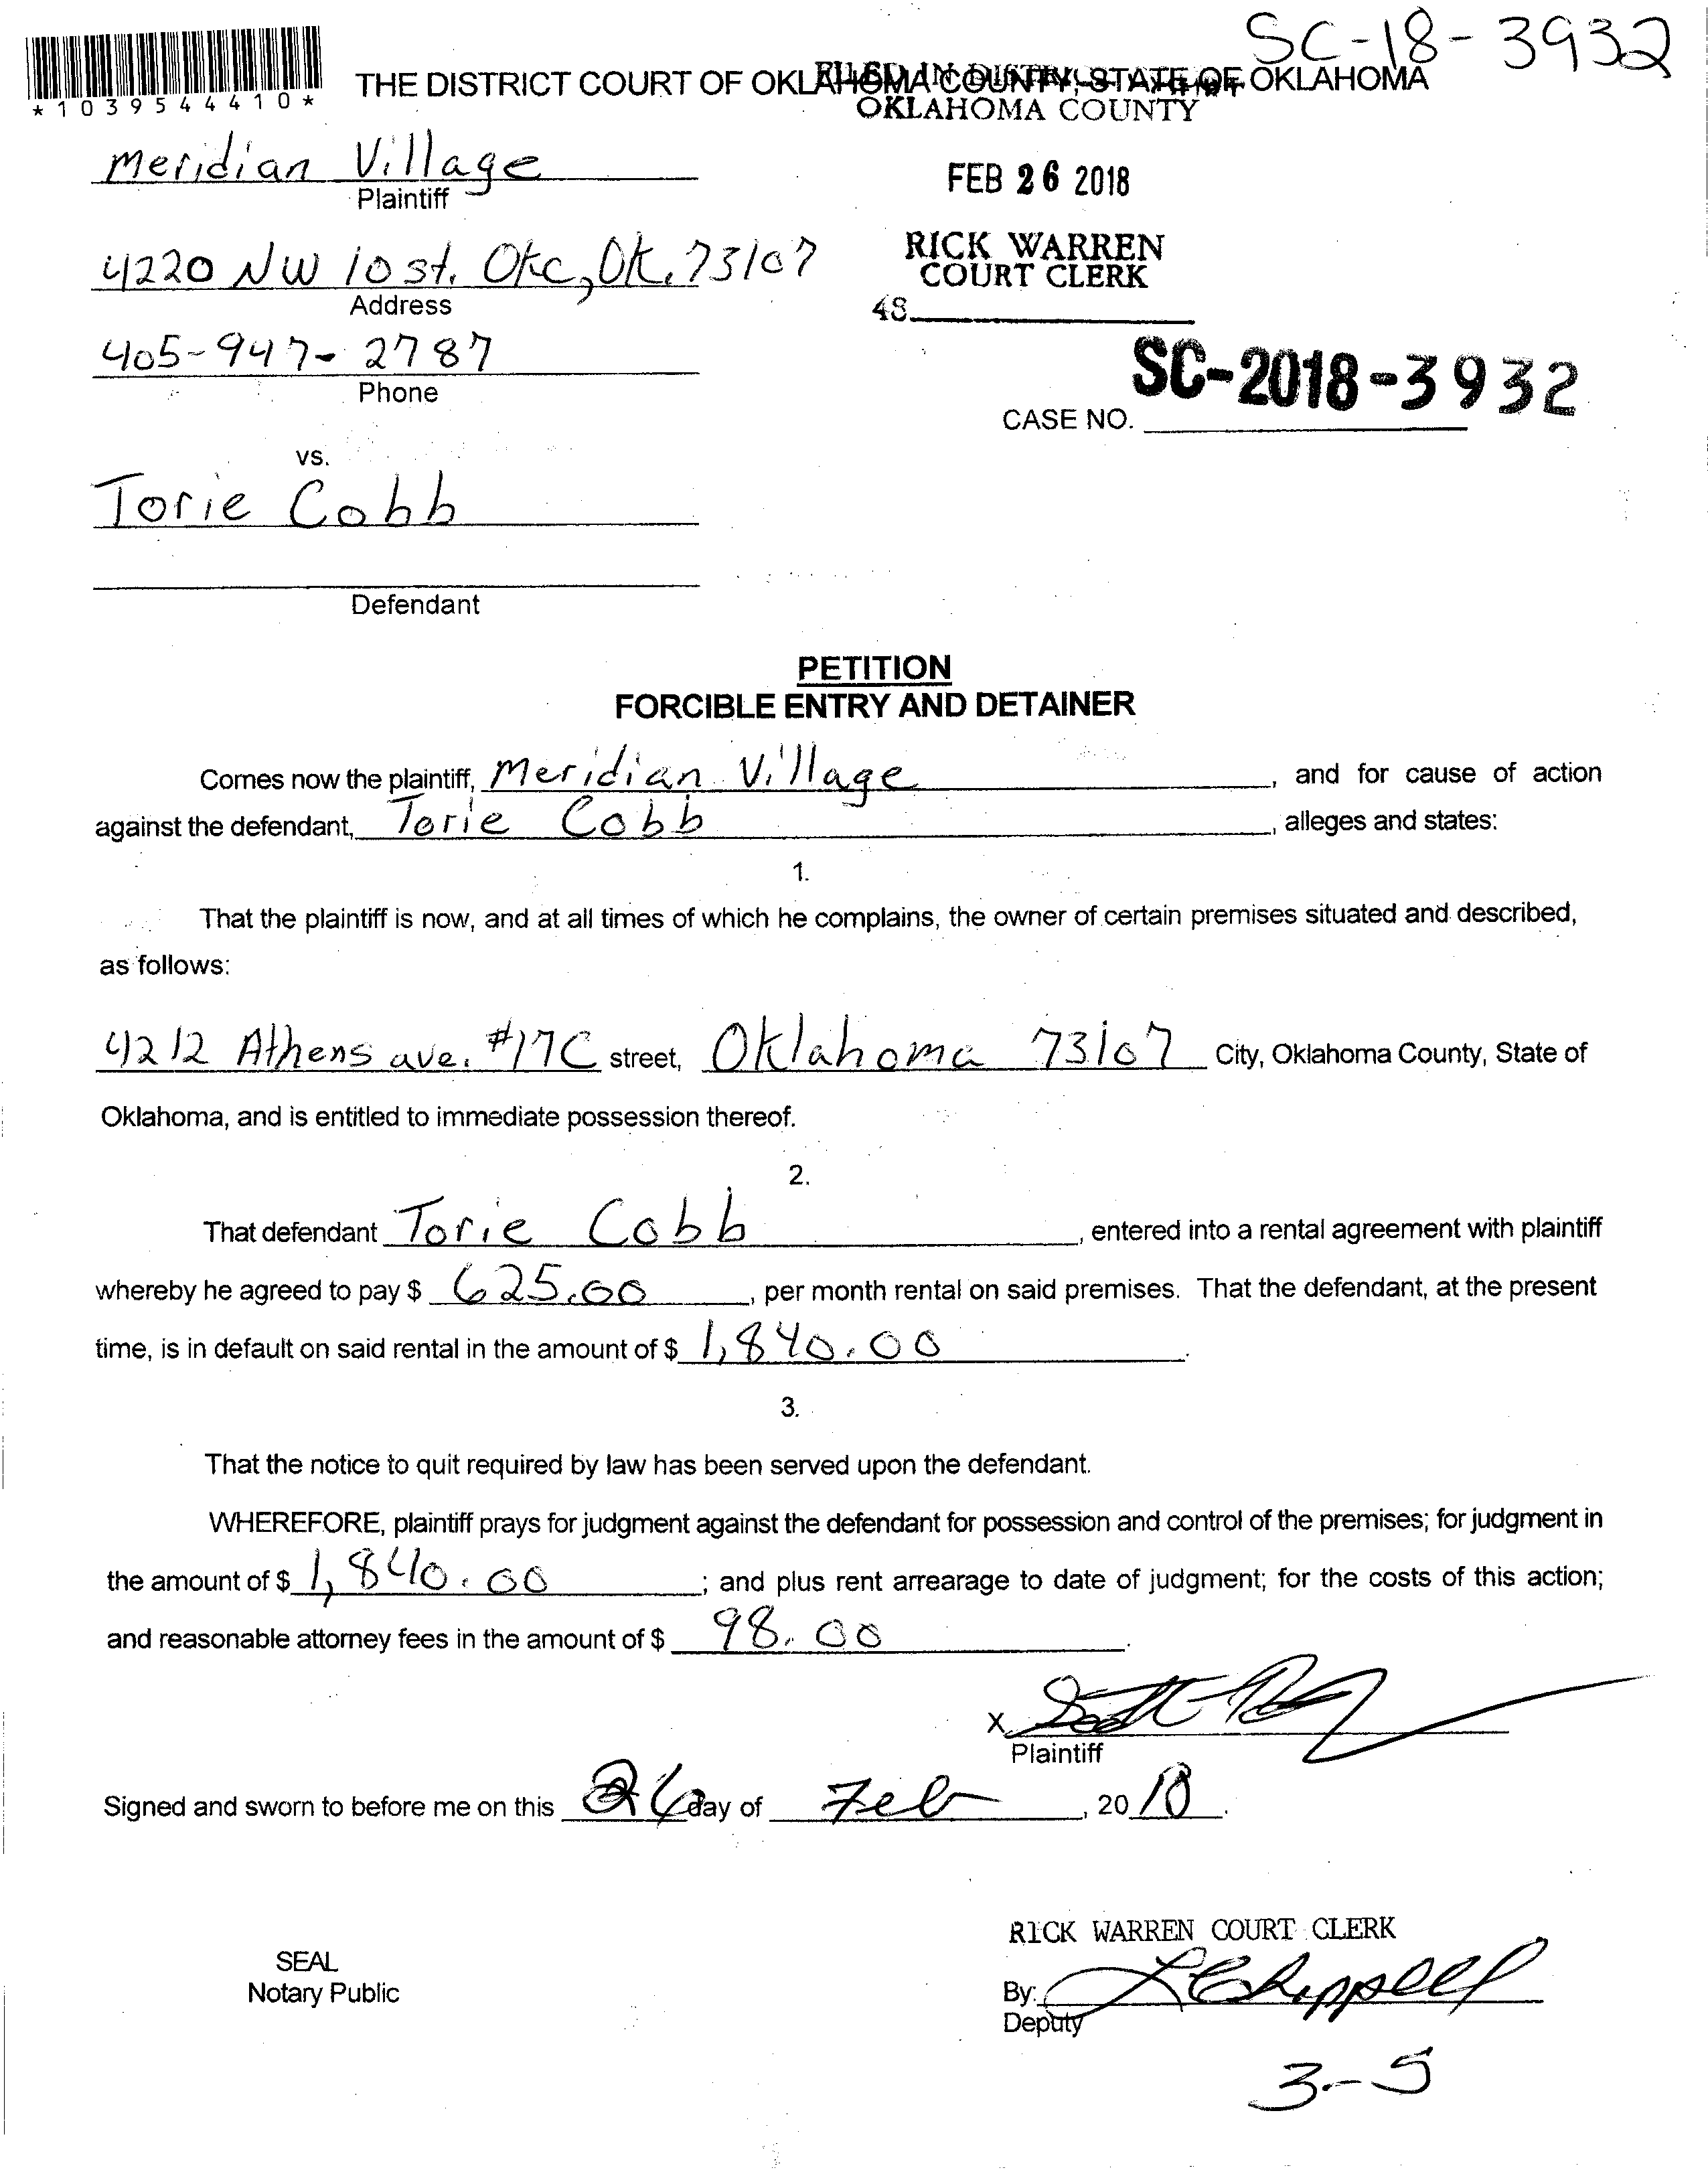 SC-18-3932
*1039544410*
THE DISTRICT COURT OF OKLAHOMA COUNTY, STATE OF OKLAHOMA
FILED IN DISTRICT COURT
OKLAHOMA COUNTY
Meridian Village
Plaintiff
FEB 26 2018
4220 NW 10 st. Okc, Ok. 73107
Address
RICK WARREN
COURT CLERK
48
405-947-2787
Phone
SC-2018-3932
CASE NO.
vs.
Torie Cobb
Defendant
PETITION
FORCIBLE ENTRY AND DETAINER
Comes now the plaintiff, Meridian Village, and for cause of action
against the defendant, Torie Cobb, alleges and states:
1.
That the plaintiff is now, and at all times of which he complains, the owner of certain premises situated and described,
as follows:
4212 Athens ave. #17C street, Oklahoma 73107 City, Oklahoma County, State of
Oklahoma, and is entitled to immediate possession thereof.
2.
That defendant Torie Cobb, entered into a rental agreement with plaintiff
whereby he agreed to pay $ 625.00, per month rental on said premises. That the defendant, at the present
time, is in default on said rental in the amount of $ 1,840.00.
3.
That the notice to quit required by law has been served upon the defendant.
WHEREFORE, plaintiff prays for judgment against the defendant for possession and control of the premises; for judgment in
the amount of $ 1,840.00; and plus rent arrearage to date of judgment; for the costs of this action;
and reasonable attorney fees in the amount of $ 98.00.
X
Plaintiff
Signed and sworn to before me on this 26 day of Feb, 2018.
RICK WARREN COURT CLERK
SEAL
Notary Public
By:
Deputy
3-5